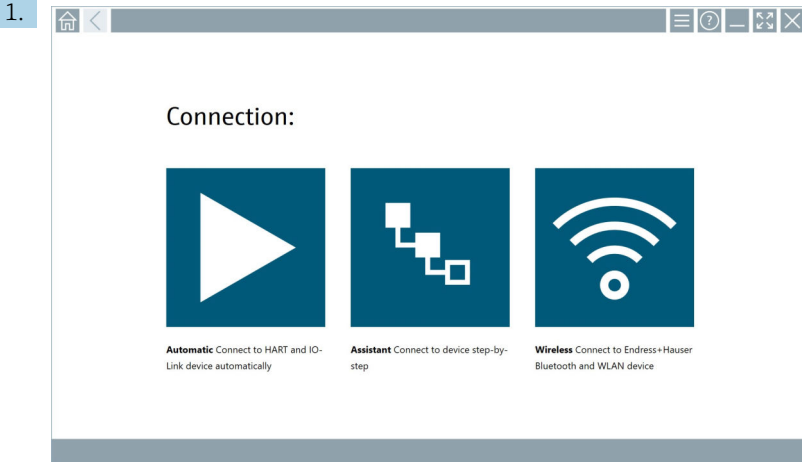 1.
?
Connection:
Automatic Connect to HART and IO-
Link device automatically
Assistant Connect to device step-by-
step
Wireless Connect to Endress+Hauser
Bluetooth and WLAN device